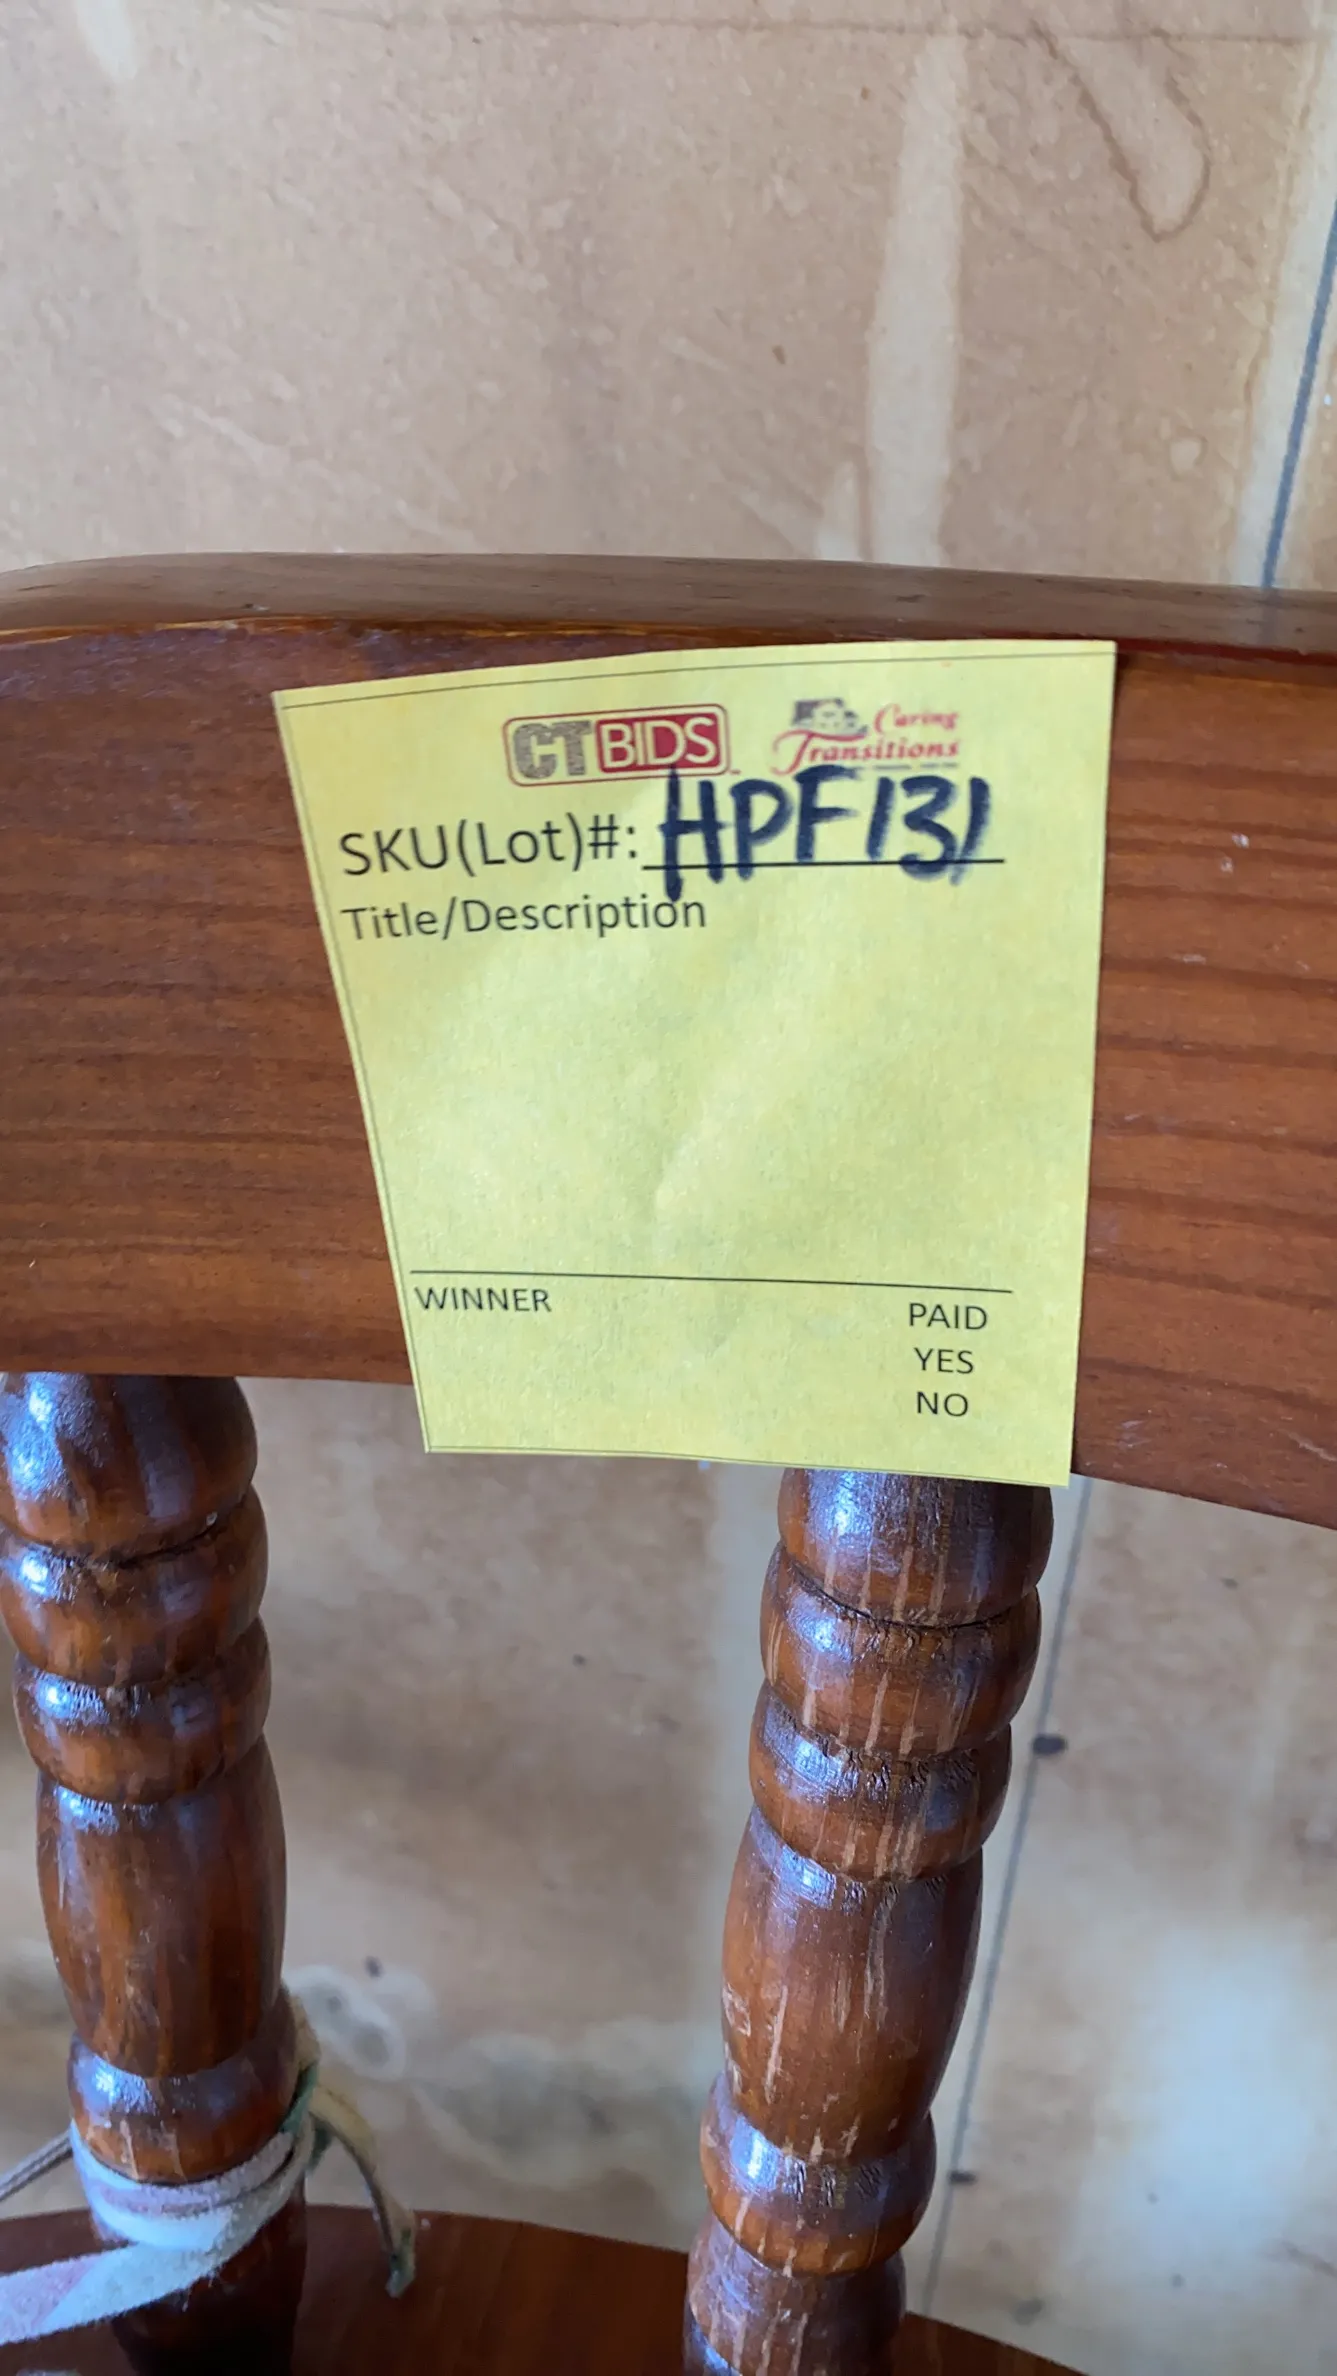 CTBIDS Caring
Transitions
SKU(Lot)#: HPF131
Title/Description
WINNER PAID
YES
NO